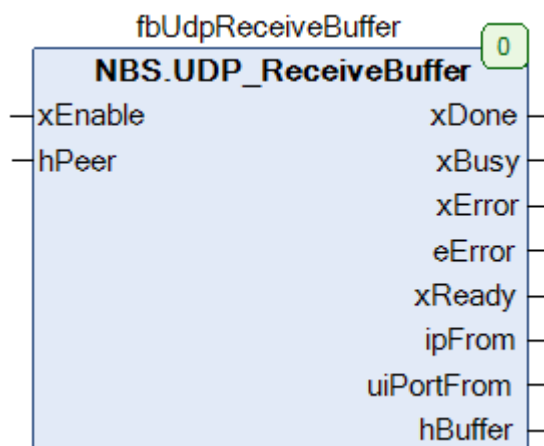 fbUdpReceiveBuffer
0
NBS.UDP_ReceiveBuffer
xEnable xDone
hPeer xBusy
xError
eError
xReady
ipFrom
uiPortFrom
hBuffer